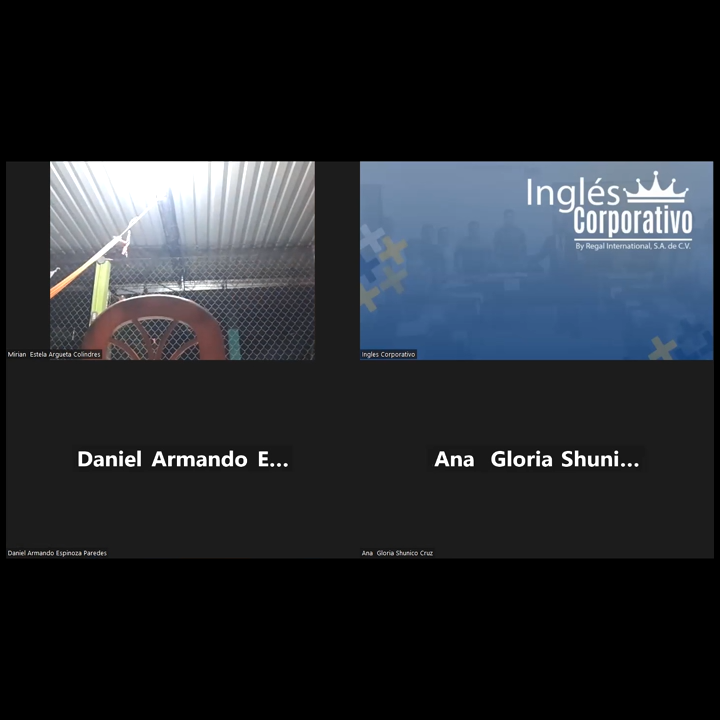 Inglés
Corporativo
By Regal International, S.A. de C.V.
Mirian Estela Argueta Colindres
Ingles Corporativo
Daniel Armando E...
Ana Gloria Shuni...
Daniel Armando Espinoza Paredes
Ana Gloria Shunico Cruz